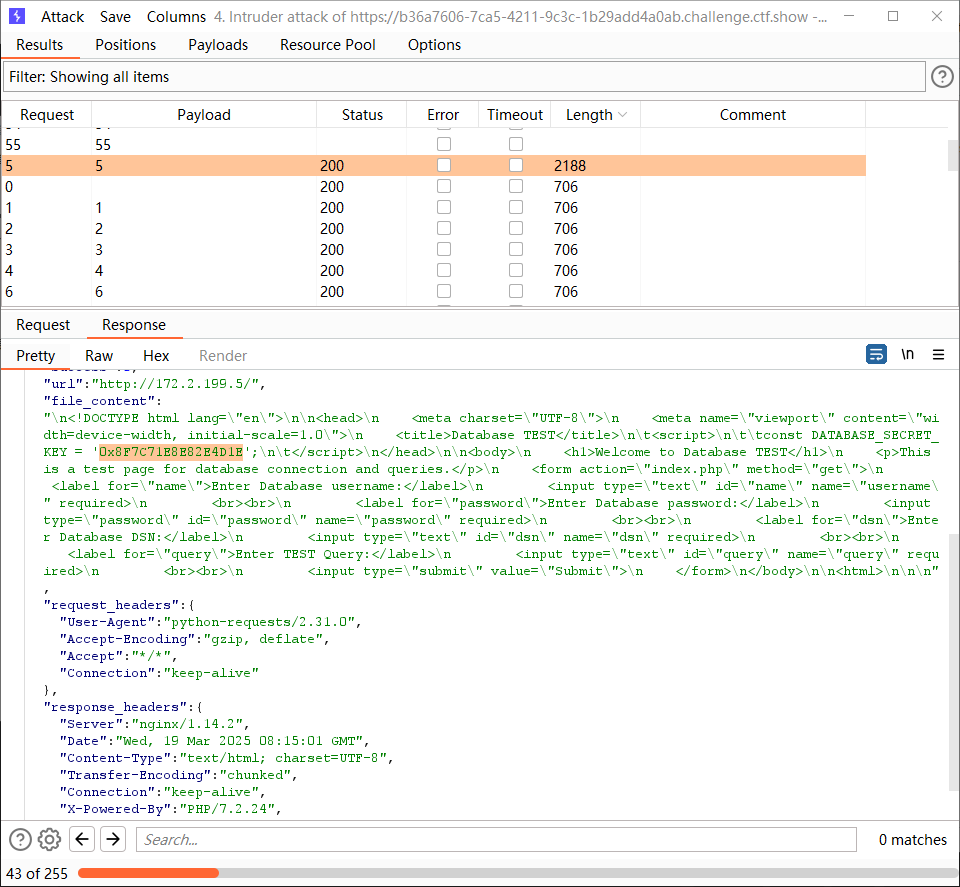 Attack Save Columns 4. Intruder attack of https://b36a7606-7ca5-4211-9c3c-1b29add4a0ab.challenge.ctf.show -...
Results Positions Payloads Resource Pool Options
Filter: Showing all items
Request Payload Status Error Timeout Length Comment
55 55
5 5 200 2188
0 200 706
1 1 200 706
2 2 200 706
3 3 200 706
4 4 200 706
6 6 200 706
Request Response
Pretty Raw Hex Render \n
"url":"http://172.2.199.5/",
"file_content":
"\n<!DOCTYPE html lang=\"en\">\n\n<head>\n    <meta charset=\"UTF-8\">\n    <meta name=\"viewport\" content=\"wi
dth=device-width, initial-scale=1.0\">\n    <title>Database TEST</title>\n\t<script>\n\t\tconst DATABASE_SECRET_
KEY = '0x8F7C71E8E82E4D1E';\n\t</script>\n</head>\n\n<body>\n    <h1>Welcome to Database TEST</h1>\n    <p>This
is a test page for database connection and queries.</p>\n    <form action=\"index.php\" method=\"get\">\n
<label for=\"name\">Enter Database username:</label>\n        <input type=\"text\" id=\"name\" name=\"username\
" required>\n        <br><br>\n        <label for=\"password\">Enter Database password:</label>\n        <input
type=\"password\" id=\"password\" name=\"password\" required>\n        <br><br>\n        <label for=\"dsn\">Ente
r Database DSN:</label>\n        <input type=\"text\" id=\"dsn\" name=\"dsn\" required>\n        <br><br>\n
<label for=\"query\">Enter TEST Query:</label>\n        <input type=\"text\" id=\"query\" name=\"query\" requ
ired>\n        <br><br>\n        <input type=\"submit\" value=\"Submit\">\n    </form>\n</body>\n\n<html>\n\n\n"
,
"request_headers":{
"User-Agent":"python-requests/2.31.0",
"Accept-Encoding":"gzip, deflate",
"Accept":"*/*",
"Connection":"keep-alive"
},
"response_headers":{
"Server":"nginx/1.14.2",
"Date":"Wed, 19 Mar 2025 08:15:01 GMT",
"Content-Type":"text/html; charset=UTF-8",
"Transfer-Encoding":"chunked",
"Connection":"keep-alive",
"X-Powered-By":"PHP/7.2.24",
Search... 0 matches
43 of 255